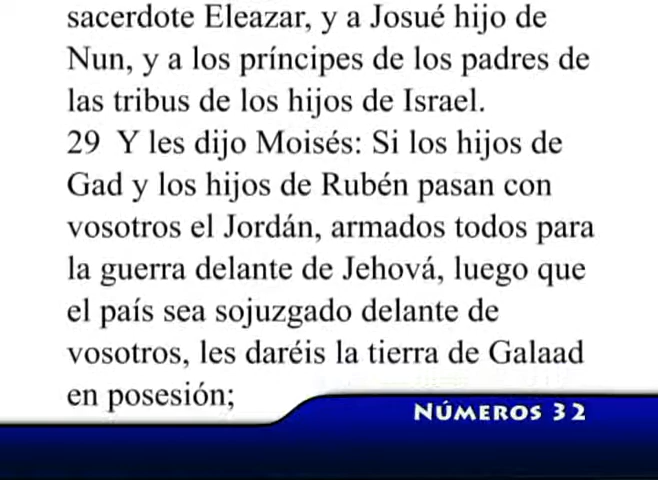 sacerdote Eleazar, y a Josué hijo de
Nun, y a los príncipes de los padres de
las tribus de los hijos de Israel.
29 Y les dijo Moisés: Si los hijos de
Gad y los hijos de Rubén pasan con
vosotros el Jordán, armados todos para
la guerra delante de Jehová, luego que
el país sea sojuzgado delante de
vosotros, les daréis la tierra de Galaad
en posesión;
NÚMEROS 32